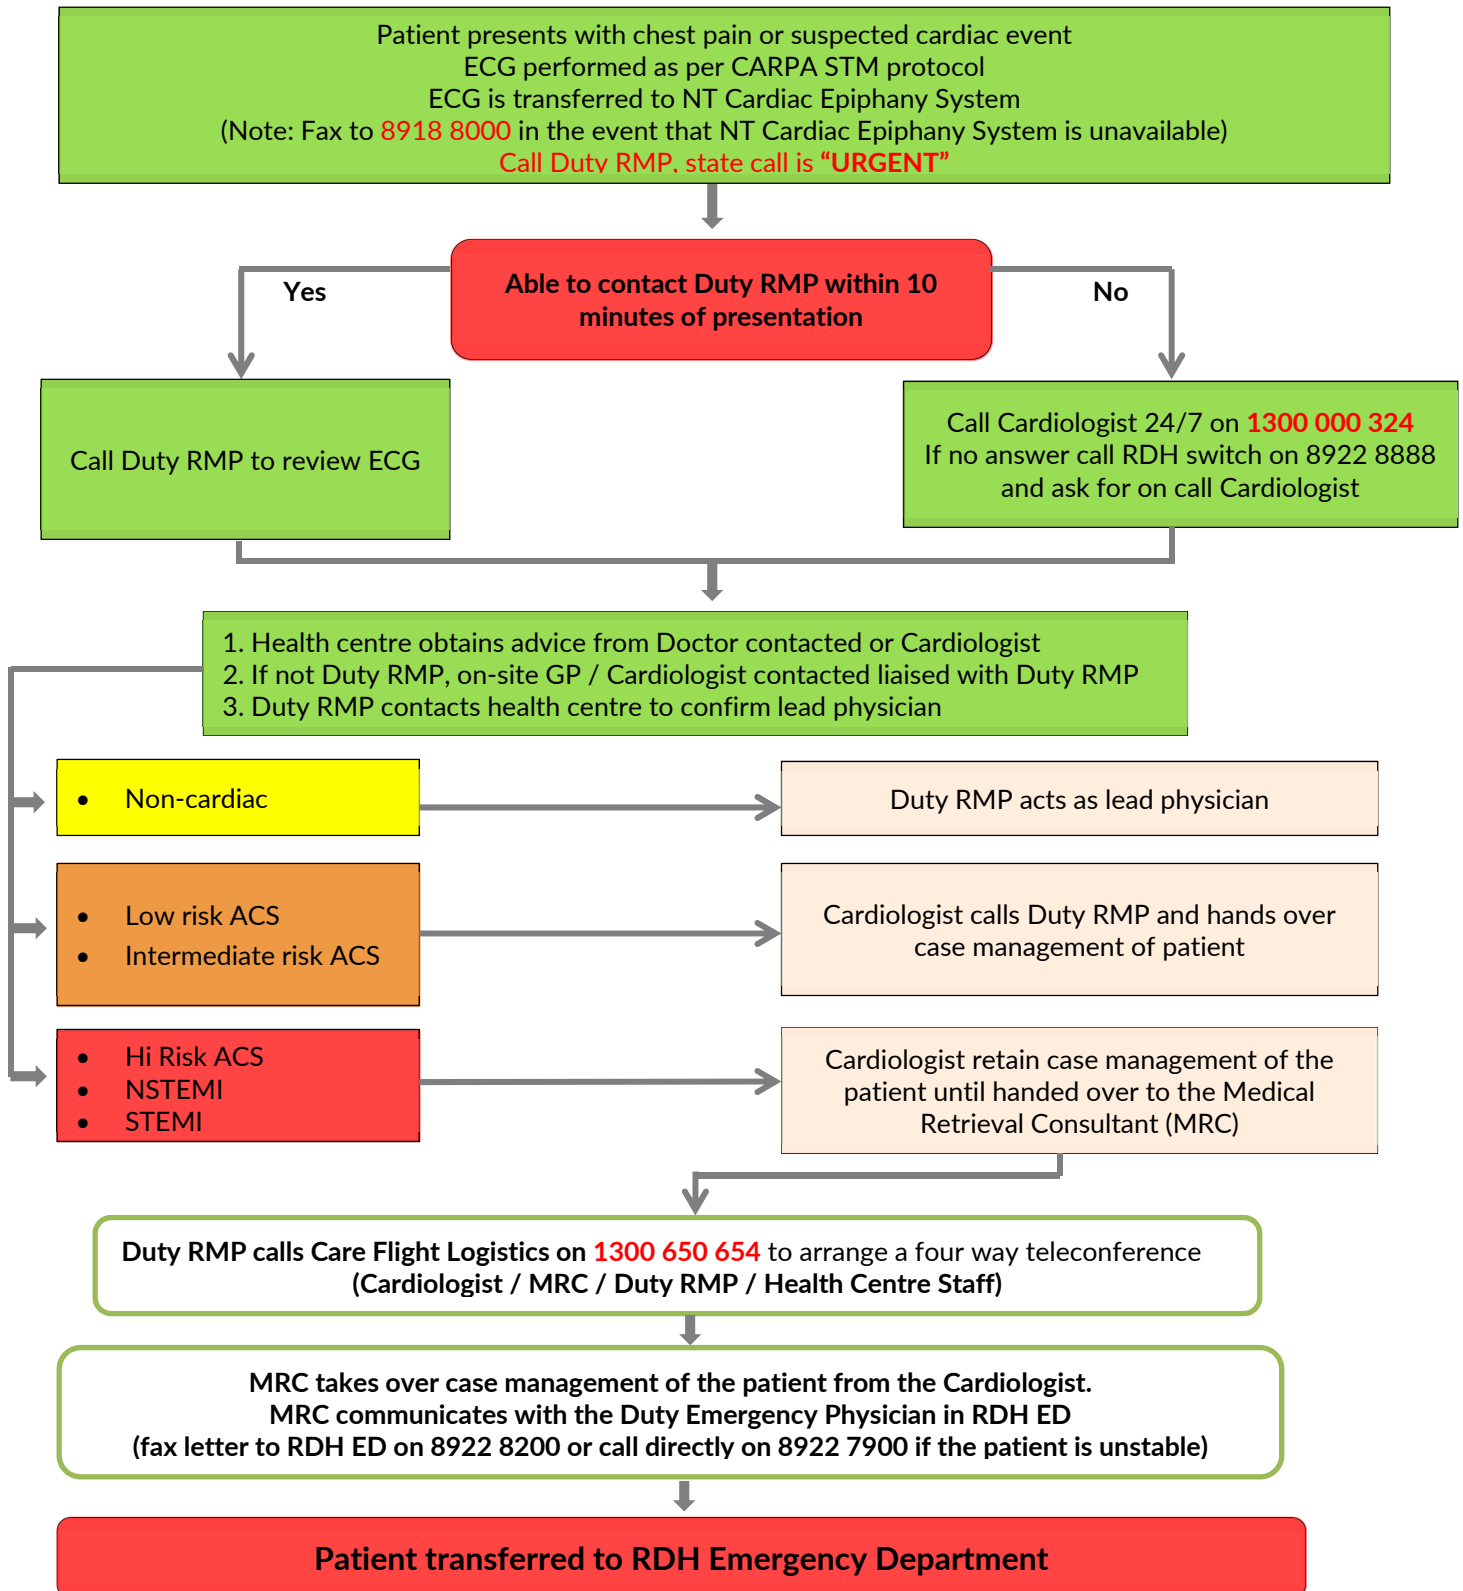 Patient presents with chest pain or suspected cardiac event
ECG performed as per CARPA STM protocol
ECG is transferred to NT Cardiac Epiphany System
(Note: Fax to 8918 8000 in the event that NT Cardiac Epiphany System is unavailable)
Call Duty RMP, state call is “URGENT”
Able to contact Duty RMP within 10
minutes of presentation
Yes
No
Call Duty RMP to review ECG
Call Cardiologist 24/7 on 1300 000 324
If no answer call RDH switch on 8922 8888
and ask for on call Cardiologist
1. Health centre obtains advice from Doctor contacted or Cardiologist
2. If not Duty RMP, on-site GP / Cardiologist contacted liaised with Duty RMP
3. Duty RMP contacts health centre to confirm lead physician
• Non-cardiac
Duty RMP acts as lead physician
• Low risk ACS
• Intermediate risk ACS
Cardiologist calls Duty RMP and hands over
case management of patient
• Hi Risk ACS
• NSTEMI
• STEMI
Cardiologist retain case management of the
patient until handed over to the Medical
Retrieval Consultant (MRC)
Duty RMP calls Care Flight Logistics on 1300 650 654 to arrange a four way teleconference
(Cardiologist / MRC / Duty RMP / Health Centre Staff)
MRC takes over case management of the patient from the Cardiologist.
MRC communicates with the Duty Emergency Physician in RDH ED
(fax letter to RDH ED on 8922 8200 or call directly on 8922 7900 if the patient is unstable)
Patient transferred to RDH Emergency Department